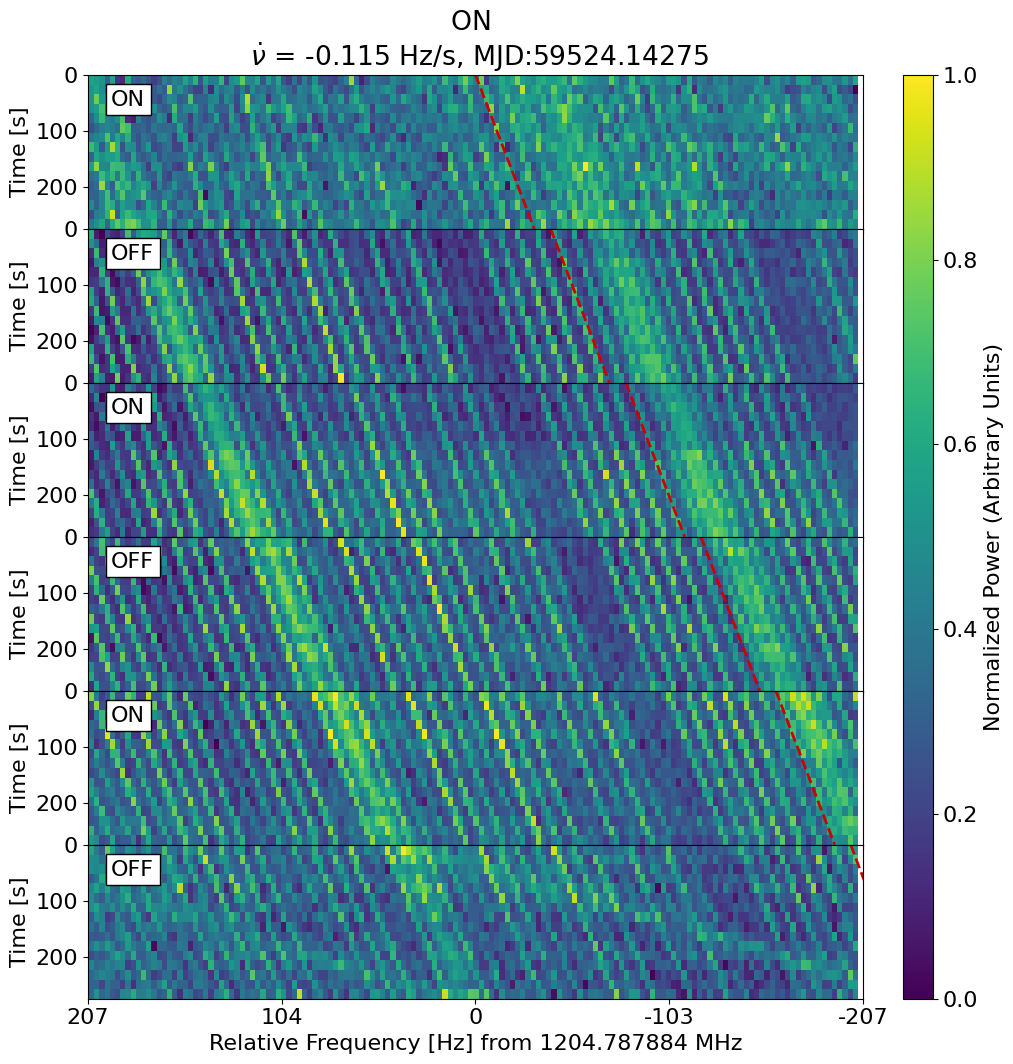 ON
ν̇ = -0.115 Hz/s, MJD:59524.14275
0
ON
100
Time [s]
200
0
OFF
100
Time [s]
200
0
ON
100
Time [s]
200
0
OFF
100
Time [s]
200
0
ON
100
Time [s]
200
0
OFF
100
Time [s]
200
207 104 0 -103 -207
Relative Frequency [Hz] from 1204.787884 MHz
1.0
0.8
0.6
0.4
0.2
0.0
Normalized Power (Arbitrary Units)